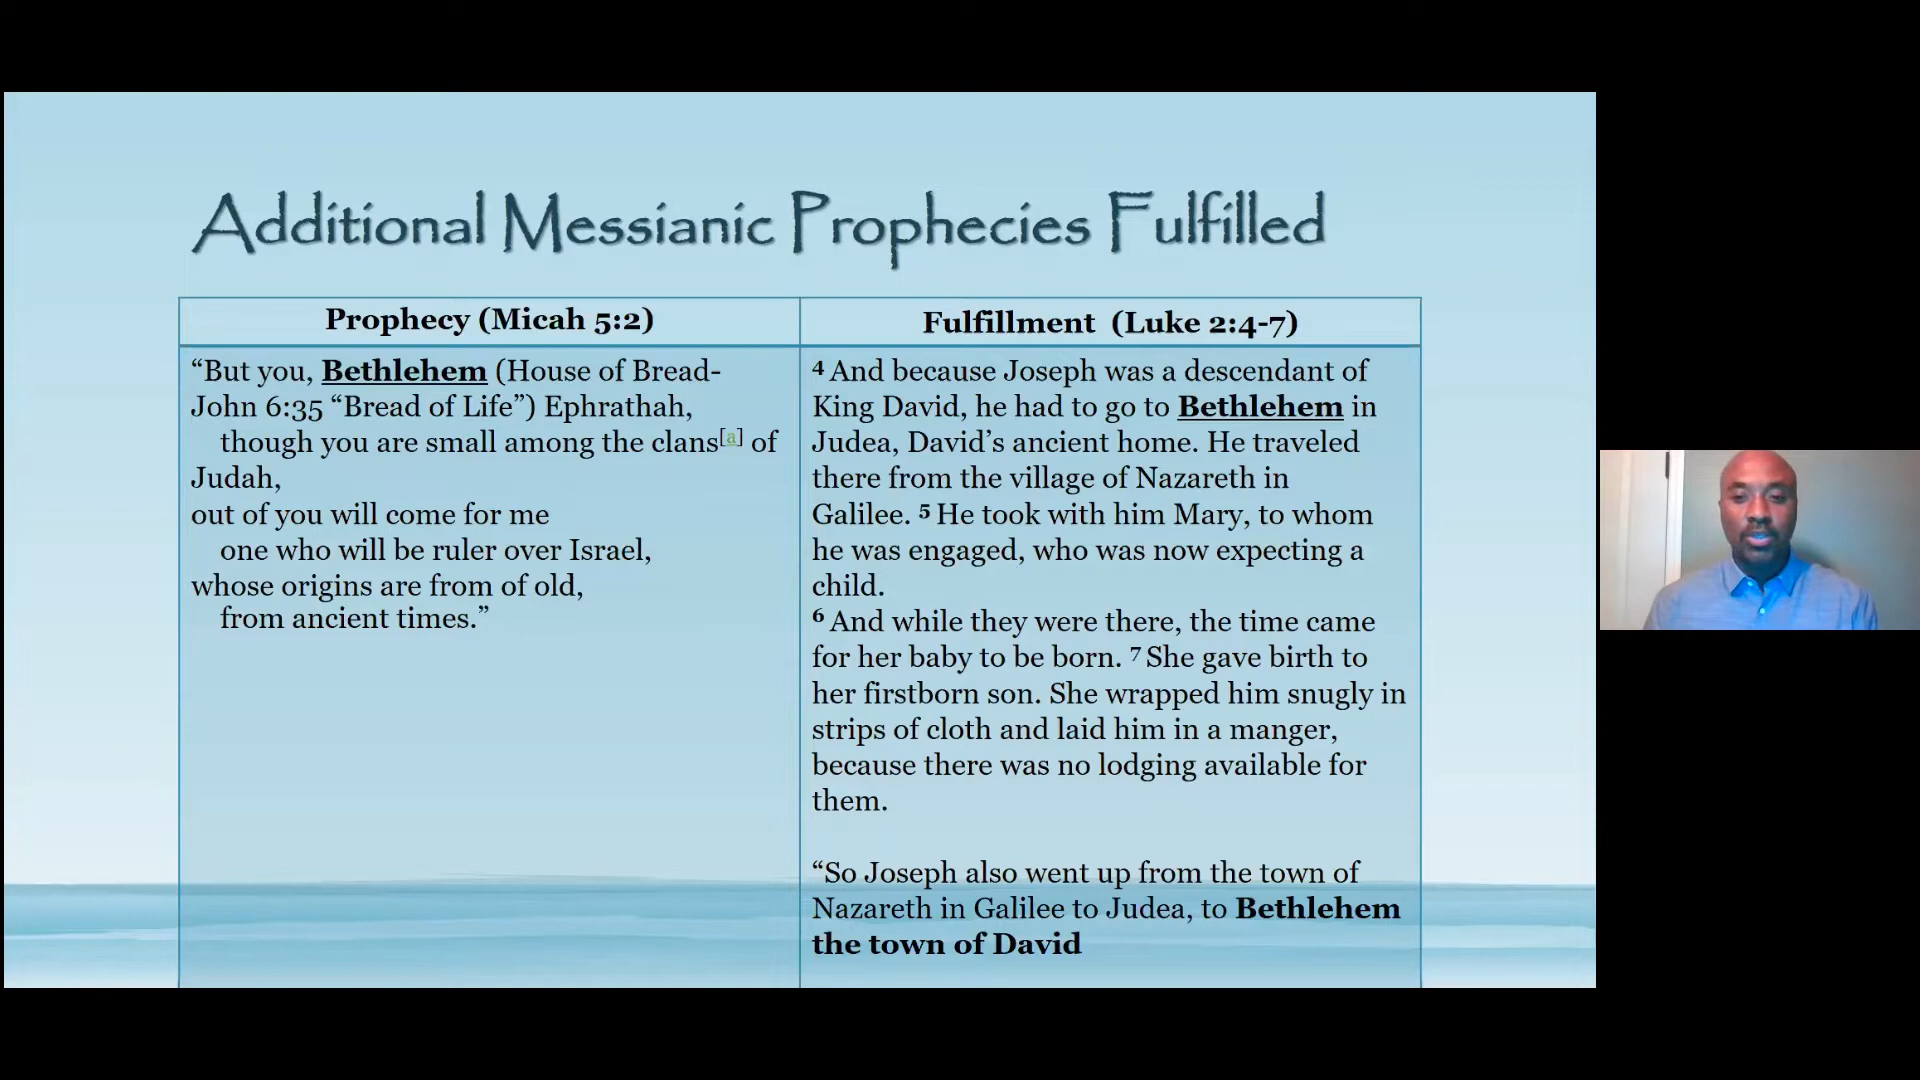 Additional Messianic Prophecies Fulfilled
Prophecy (Micah 5:2)
“But you, Bethlehem (House of Bread-
John 6:35 “Bread of Life”) Ephrathah,
though you are small among the clans[a] of
Judah,
out of you will come for me
one who will be ruler over Israel,
whose origins are from of old,
from ancient times.”
Fulfillment (Luke 2:4-7)
4 And because Joseph was a descendant of
King David, he had to go to Bethlehem in
Judea, David’s ancient home. He traveled
there from the village of Nazareth in
Galilee. 5 He took with him Mary, to whom
he was engaged, who was now expecting a
child.
6 And while they were there, the time came
for her baby to be born. 7 She gave birth to
her firstborn son. She wrapped him snugly in
strips of cloth and laid him in a manger,
because there was no lodging available for
them.
“So Joseph also went up from the town of
Nazareth in Galilee to Judea, to Bethlehem
the town of David